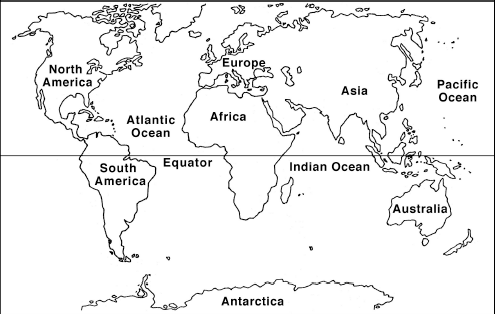 North
America
Europe
Asia
Pacific
Ocean
Atlantic
Ocean
Africa
Equator
South
America
Indian Ocean
Australia
Antarctica